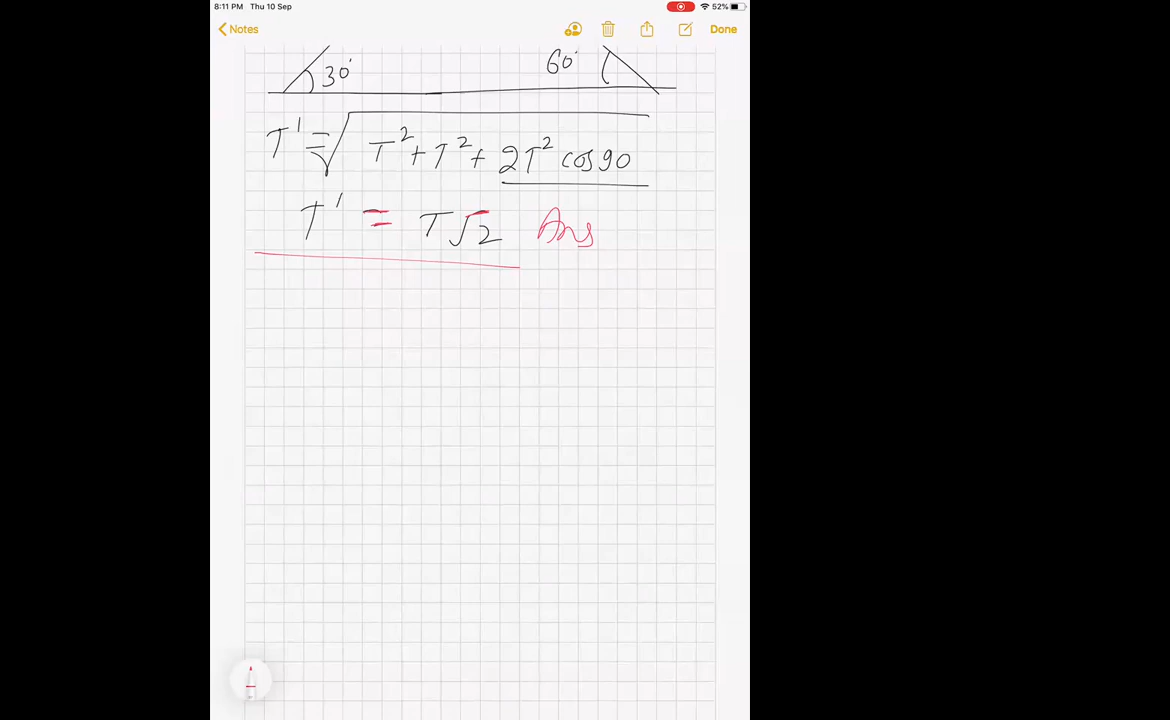 8:11 PM Thu 10 Sep 52%
Notes Done
30° 60°
T' = √T² + T² + 2T² cos 90
T' = T√2 Ans